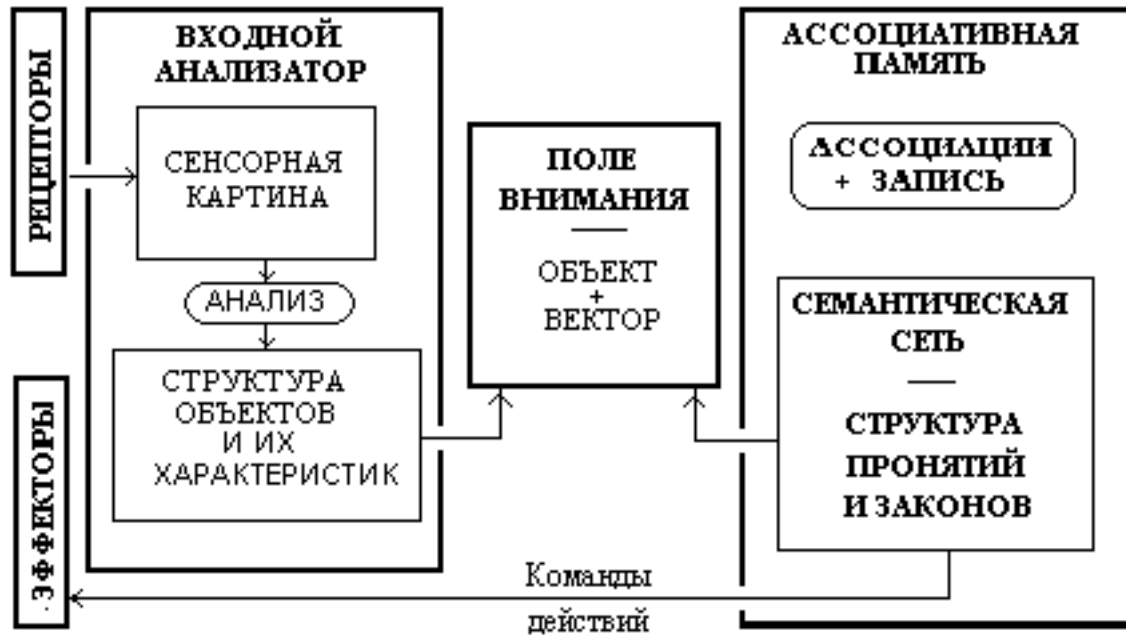 РЕЦЕПТОРЫ
ЭФФЕКТОРЫ
ВХОДНОЙ
АНАЛИЗАТОР
СЕНСОРНАЯ
КАРТИНА
АНАЛИЗ
СТРУКТУРА
ОБЪЕКТОВ
И ИХ
ХАРАКТЕРИСТИК
ПОЛЕ
ВНИМАНИЯ
ОБЪЕКТ
+
ВЕКТОР
АССОЦИАТИВНАЯ
ПАМЯТЬ
АССОЦИАЦИИ
+ ЗАПИСЬ
СЕМАНТИЧЕСКАЯ
СЕТЬ
СТРУКТУРА
ПРОНЯТИЙ
И ЗАКОНОВ
Команды
действий